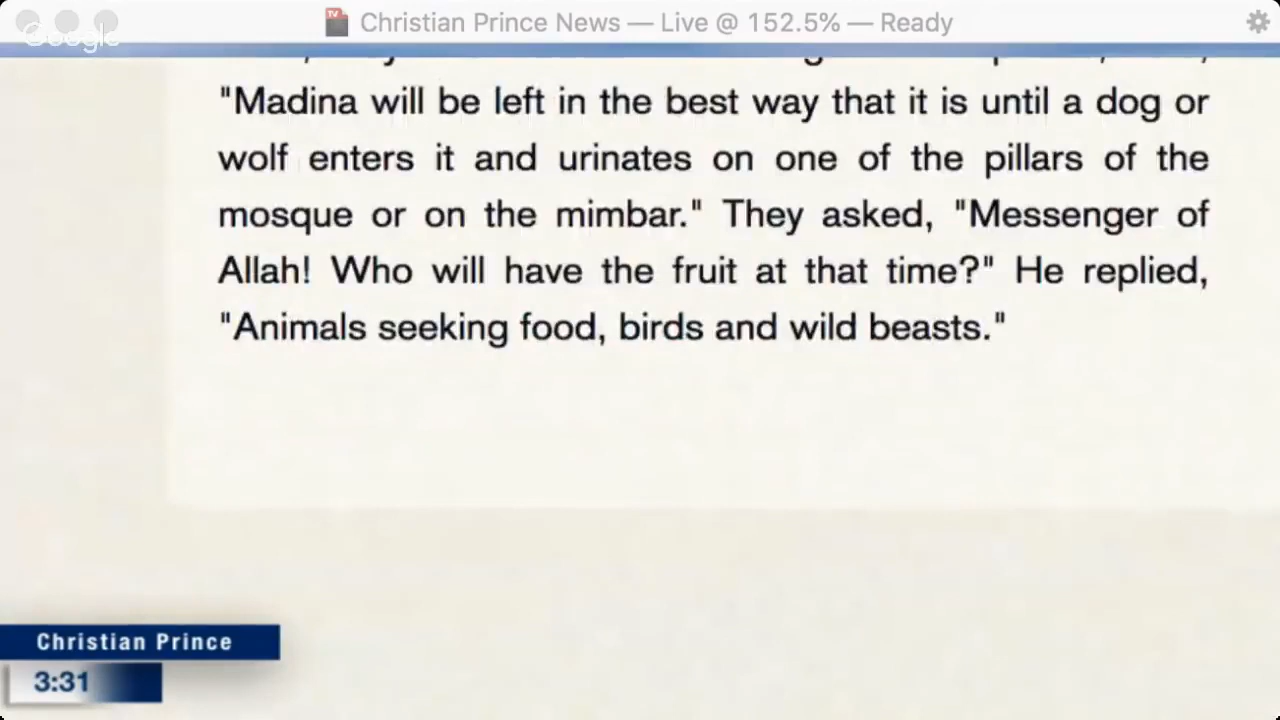 Christian Prince News — Live @ 152.5% — Ready
Google
"Madina will be left in the best way that it is until a dog or
wolf enters it and urinates on one of the pillars of the
mosque or on the mimbar." They asked, "Messenger of
Allah! Who will have the fruit at that time?" He replied,
"Animals seeking food, birds and wild beasts."
Christian Prince
3:31